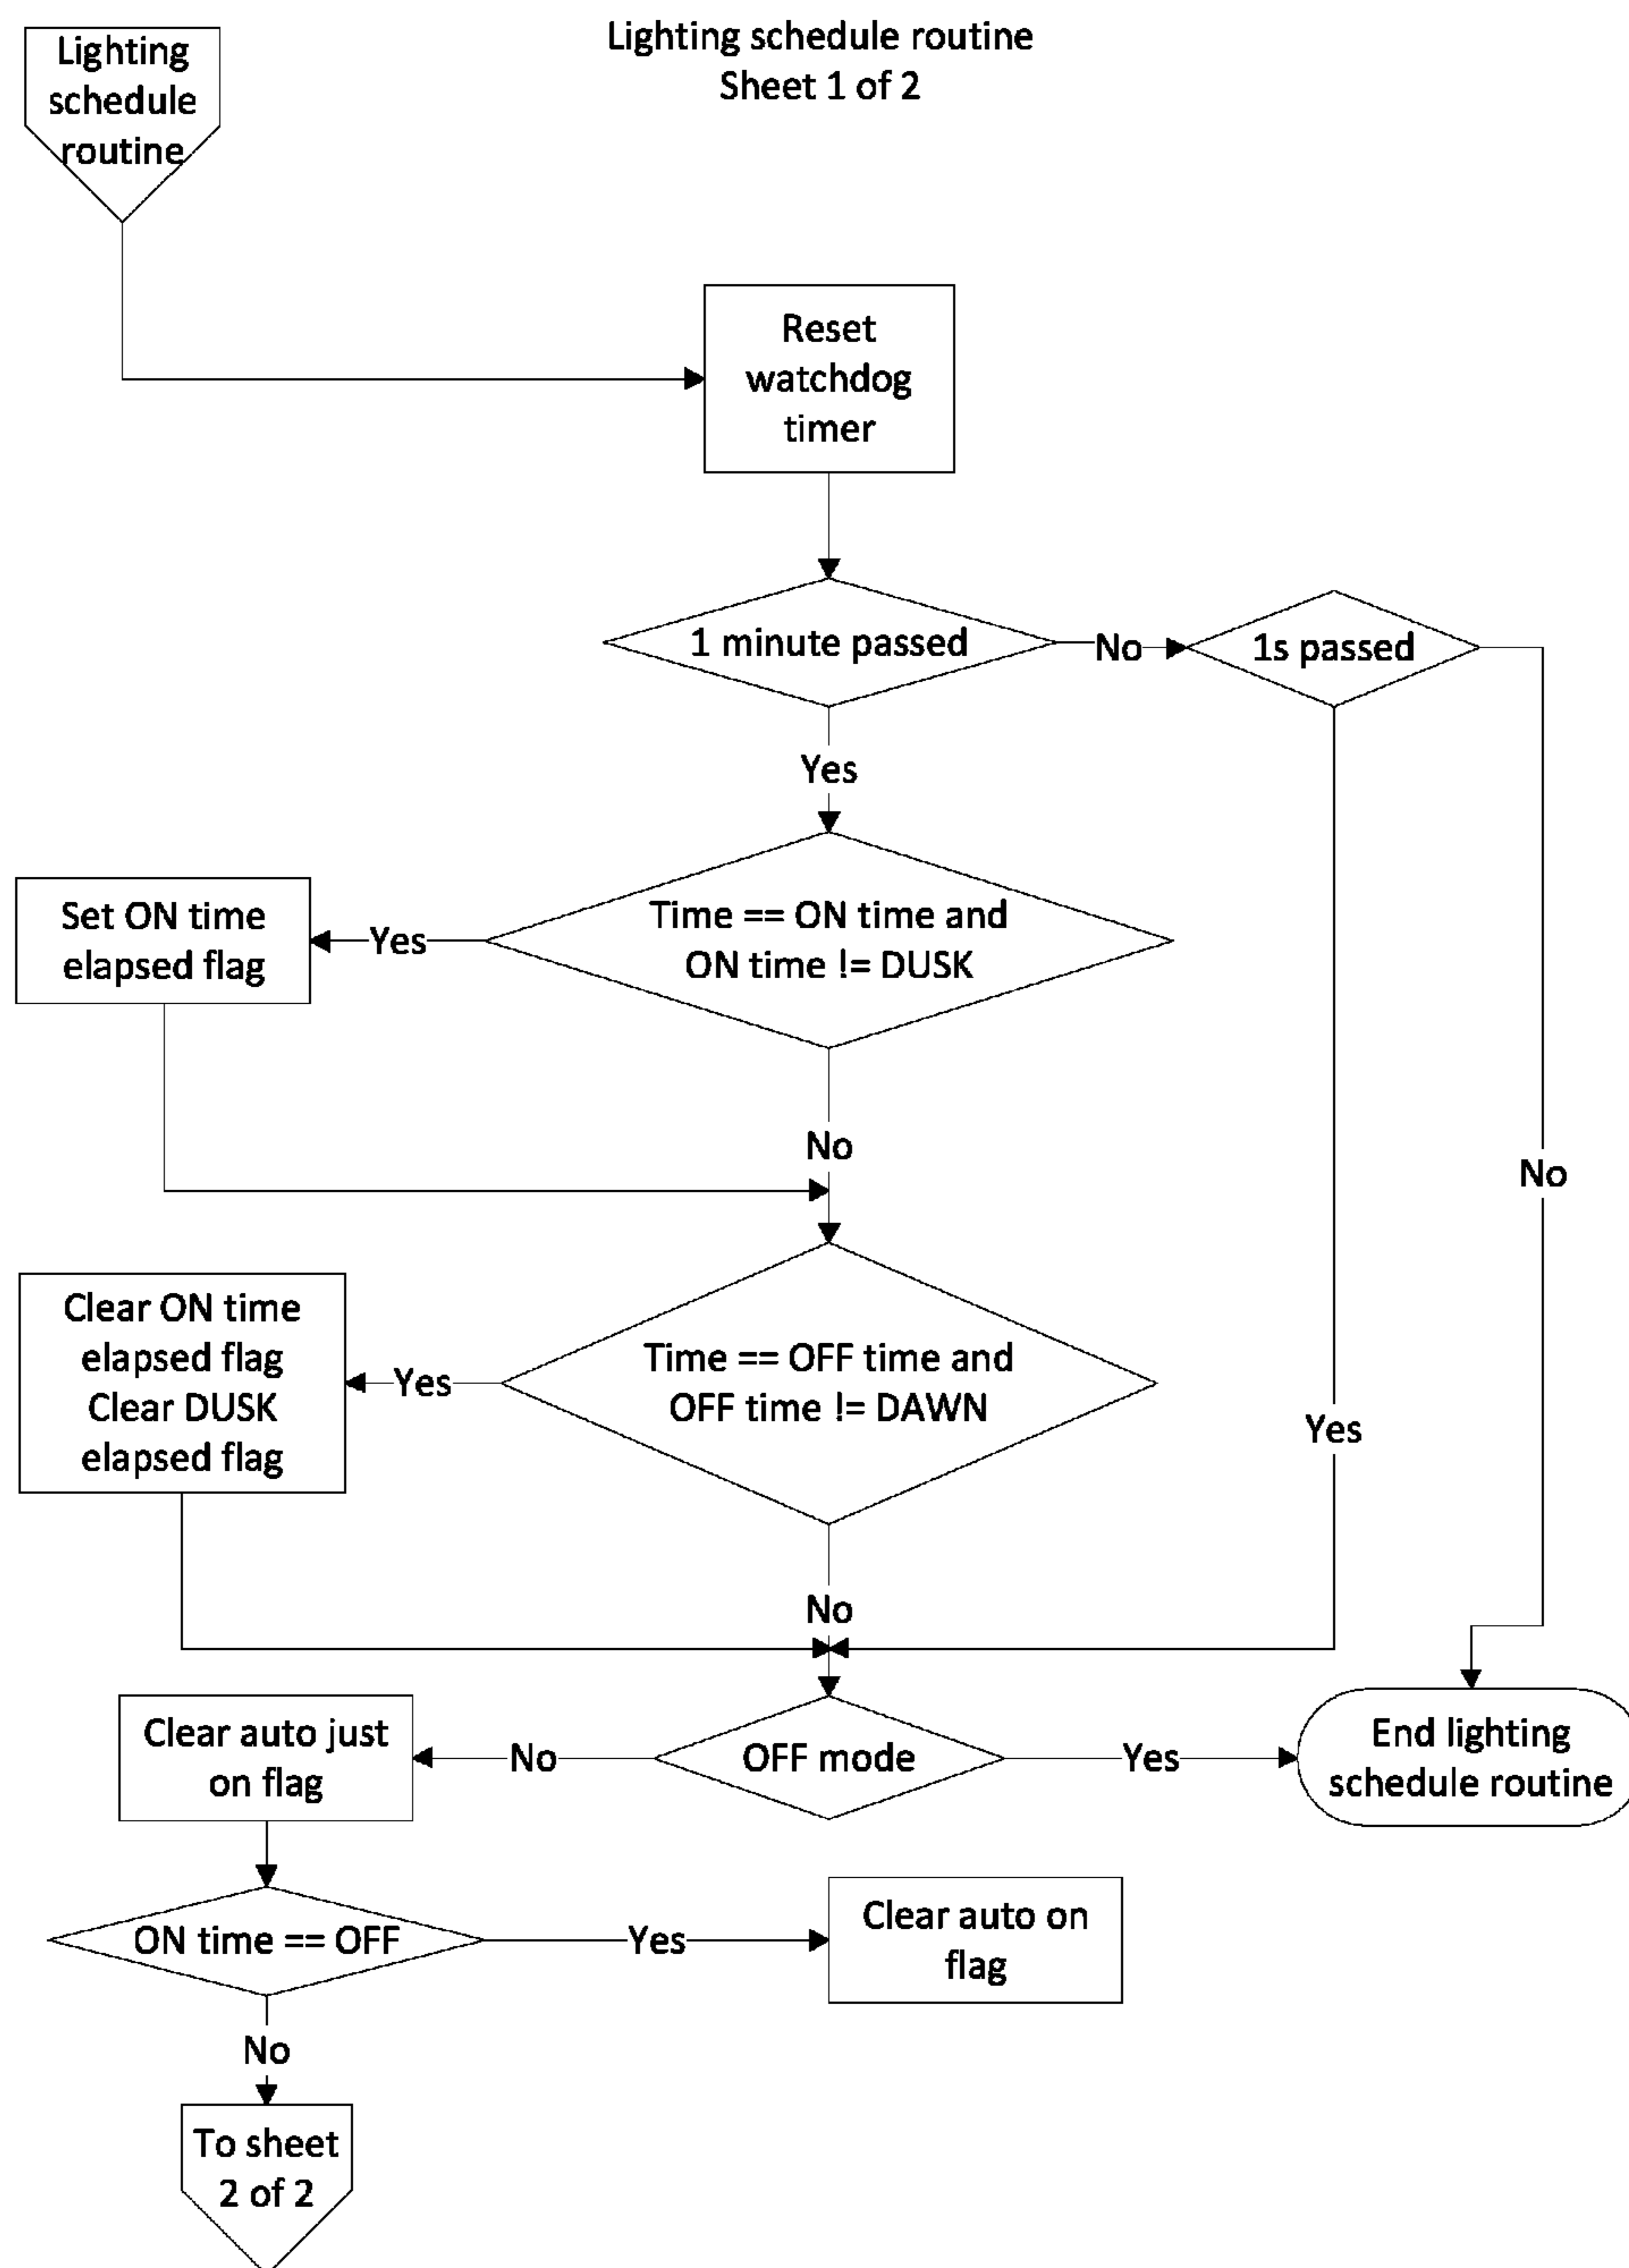 Lighting schedule routine
Sheet 1 of 2
Lighting
schedule
routine
Reset
watchdog
timer
1 minute passed
No
1s passed
Yes
Time == ON time and
ON time != DUSK
Yes
Set ON time
elapsed flag
No
No
Time == OFF time and
OFF time != DAWN
Yes
Clear ON time
elapsed flag
Clear DUSK
elapsed flag
Yes
No
OFF mode
No
Clear auto just
on flag
Yes
End lighting
schedule routine
ON time == OFF
Yes
Clear auto on
flag
No
To sheet
2 of 2